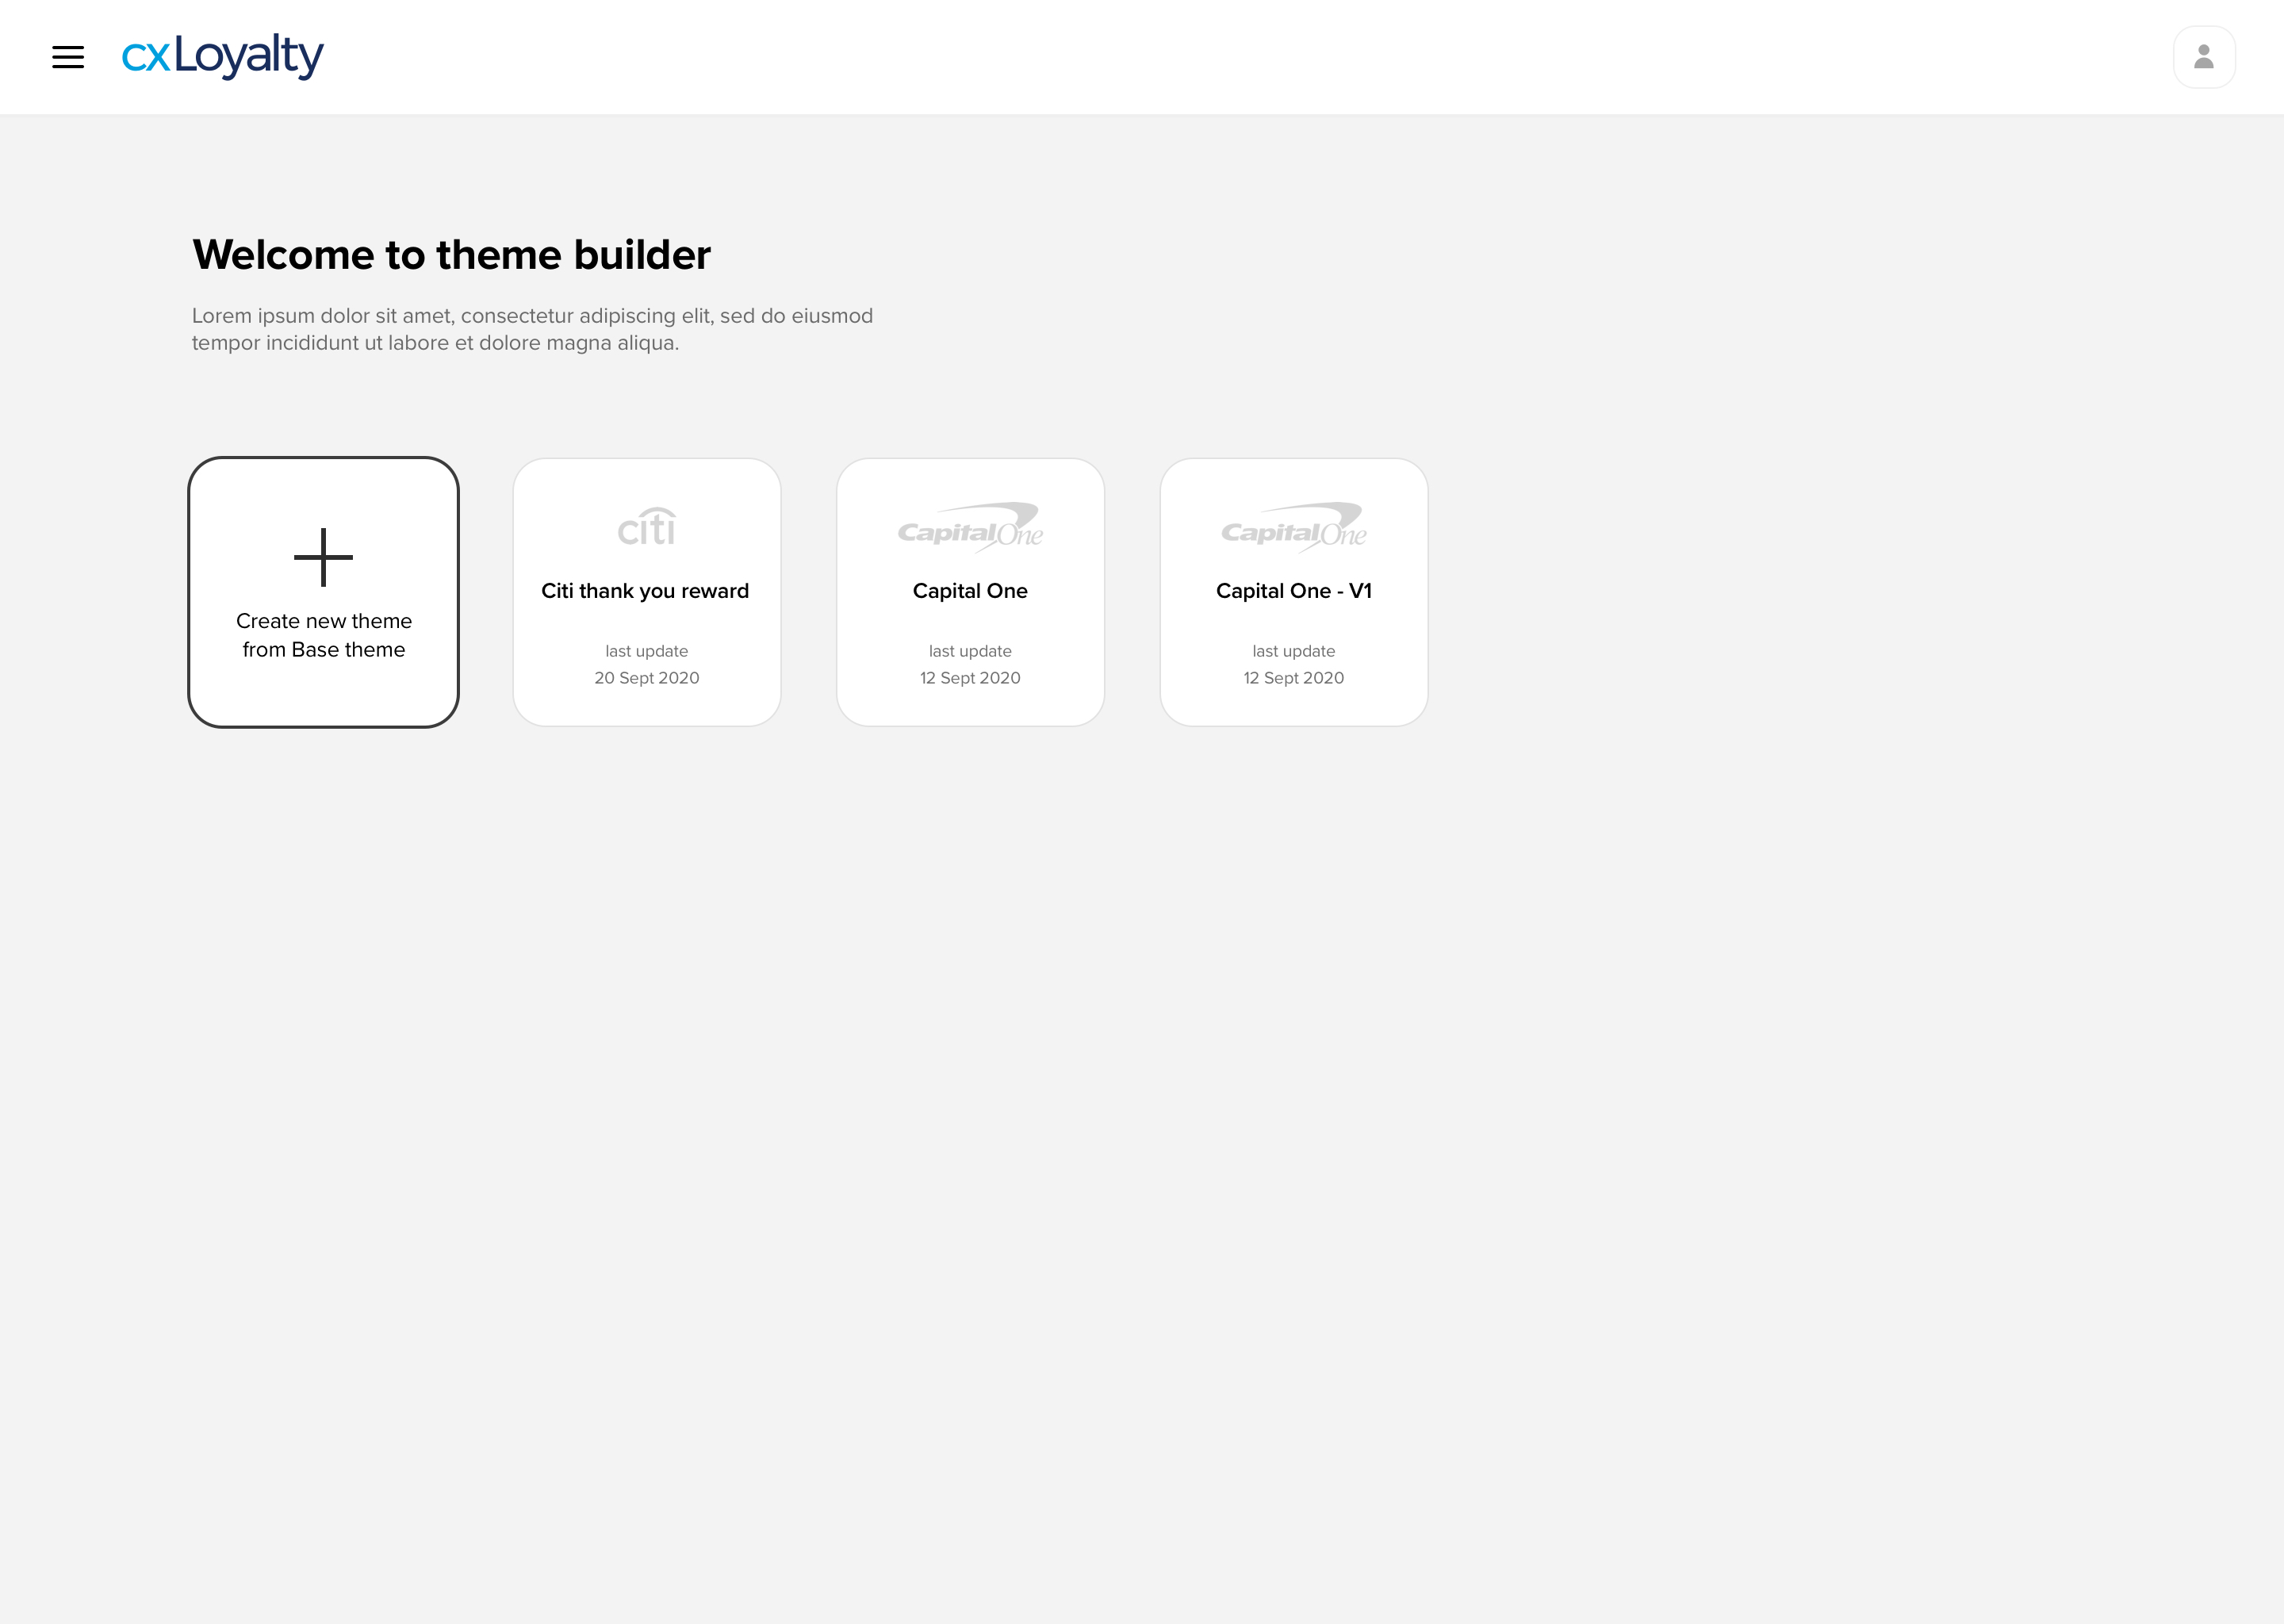 cxLoyalty
Welcome to theme builder
Lorem ipsum dolor sit amet, consectetur adipiscing elit, sed do eiusmod
tempor incididunt ut labore et dolore magna aliqua.
Create new theme
from Base theme
citi
Citi thank you reward
last update
20 Sept 2020
CapitalOne
Capital One
last update
12 Sept 2020
CapitalOne
Capital One - V1
last update
12 Sept 2020